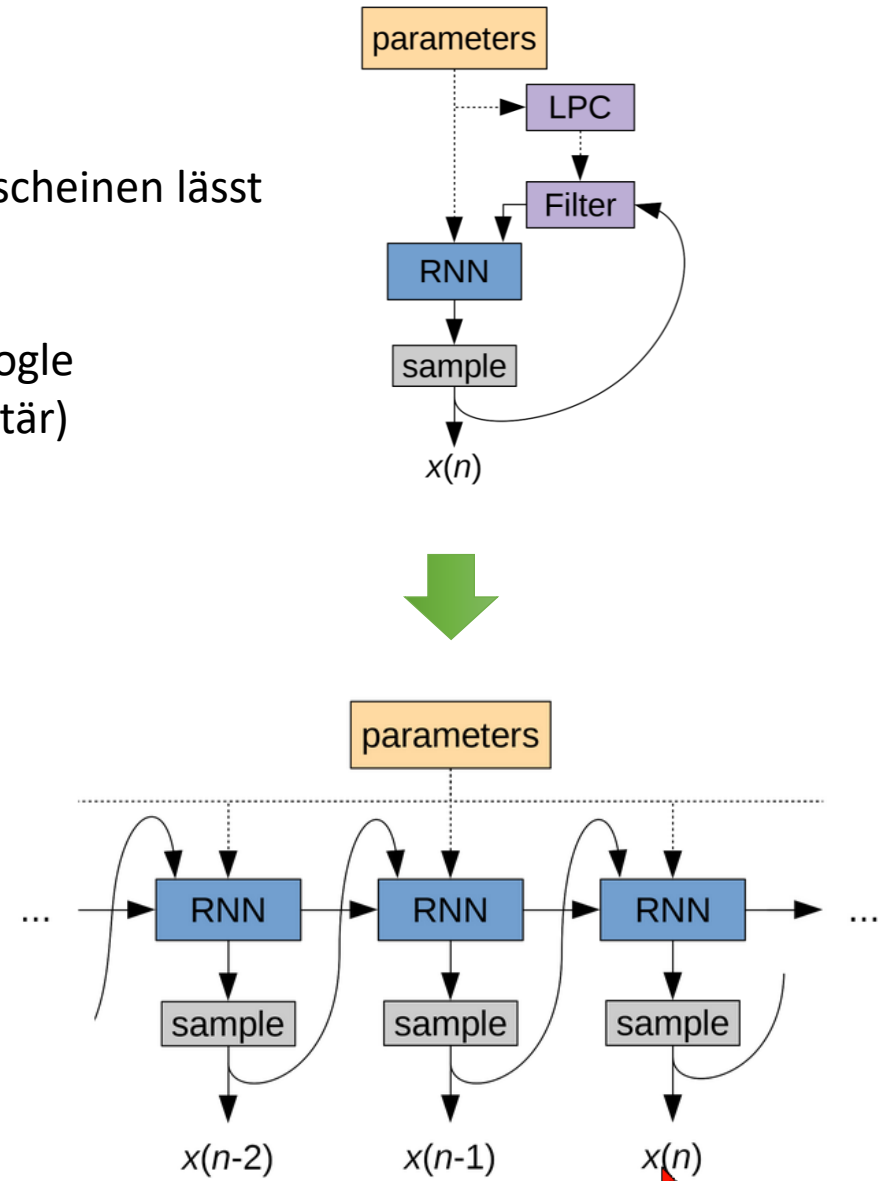 parameters
LPC
scheinen lässt
Filter
RNN
ogle
sample
tär)
x(n)
parameters
... RNN RNN RNN ...
sample sample sample
x(n-2) x(n-1) x(n)